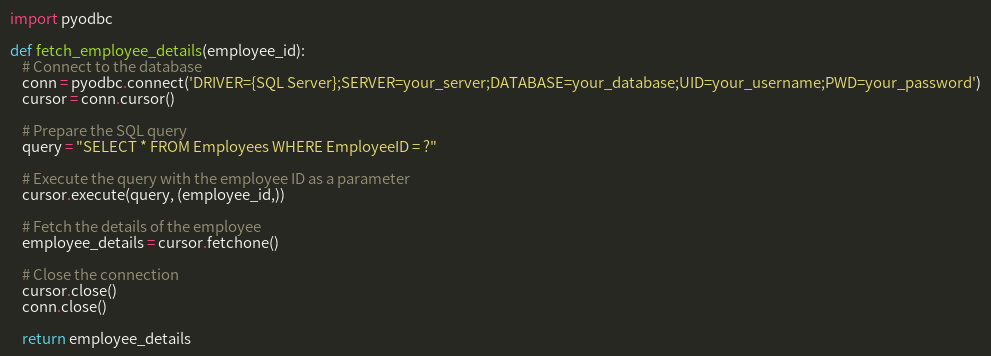 import pyodbc

def fetch_employee_details(employee_id):
    # Connect to the database
    conn = pyodbc.connect('DRIVER={SQL Server};SERVER=your_server;DATABASE=your_database;UID=your_username;PWD=your_password')
    cursor = conn.cursor()

    # Prepare the SQL query
    query = "SELECT * FROM Employees WHERE EmployeeID = ?"

    # Execute the query with the employee ID as a parameter
    cursor.execute(query, (employee_id,))

    # Fetch the details of the employee
    employee_details = cursor.fetchone()

    # Close the connection
    cursor.close()
    conn.close()

    return employee_details